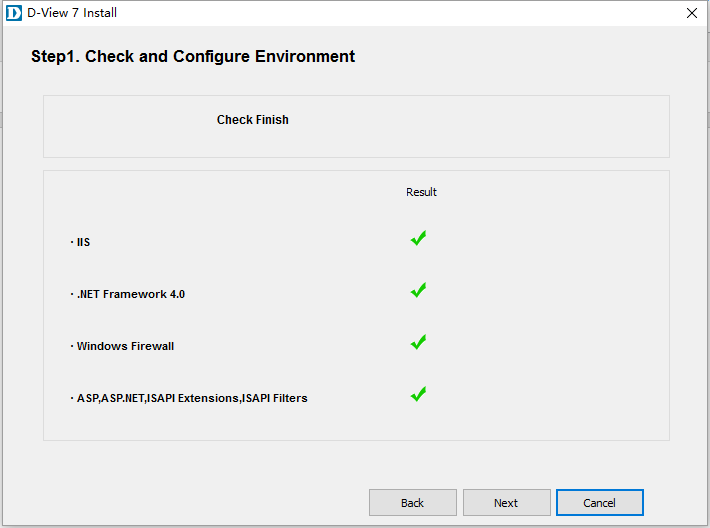 D-View 7 Install
Step1. Check and Configure Environment
Check Finish
Result
· IIS
· .NET Framework 4.0
· Windows Firewall
· ASP,ASP.NET,ISAPI Extensions,ISAPI Filters
Back Next Cancel